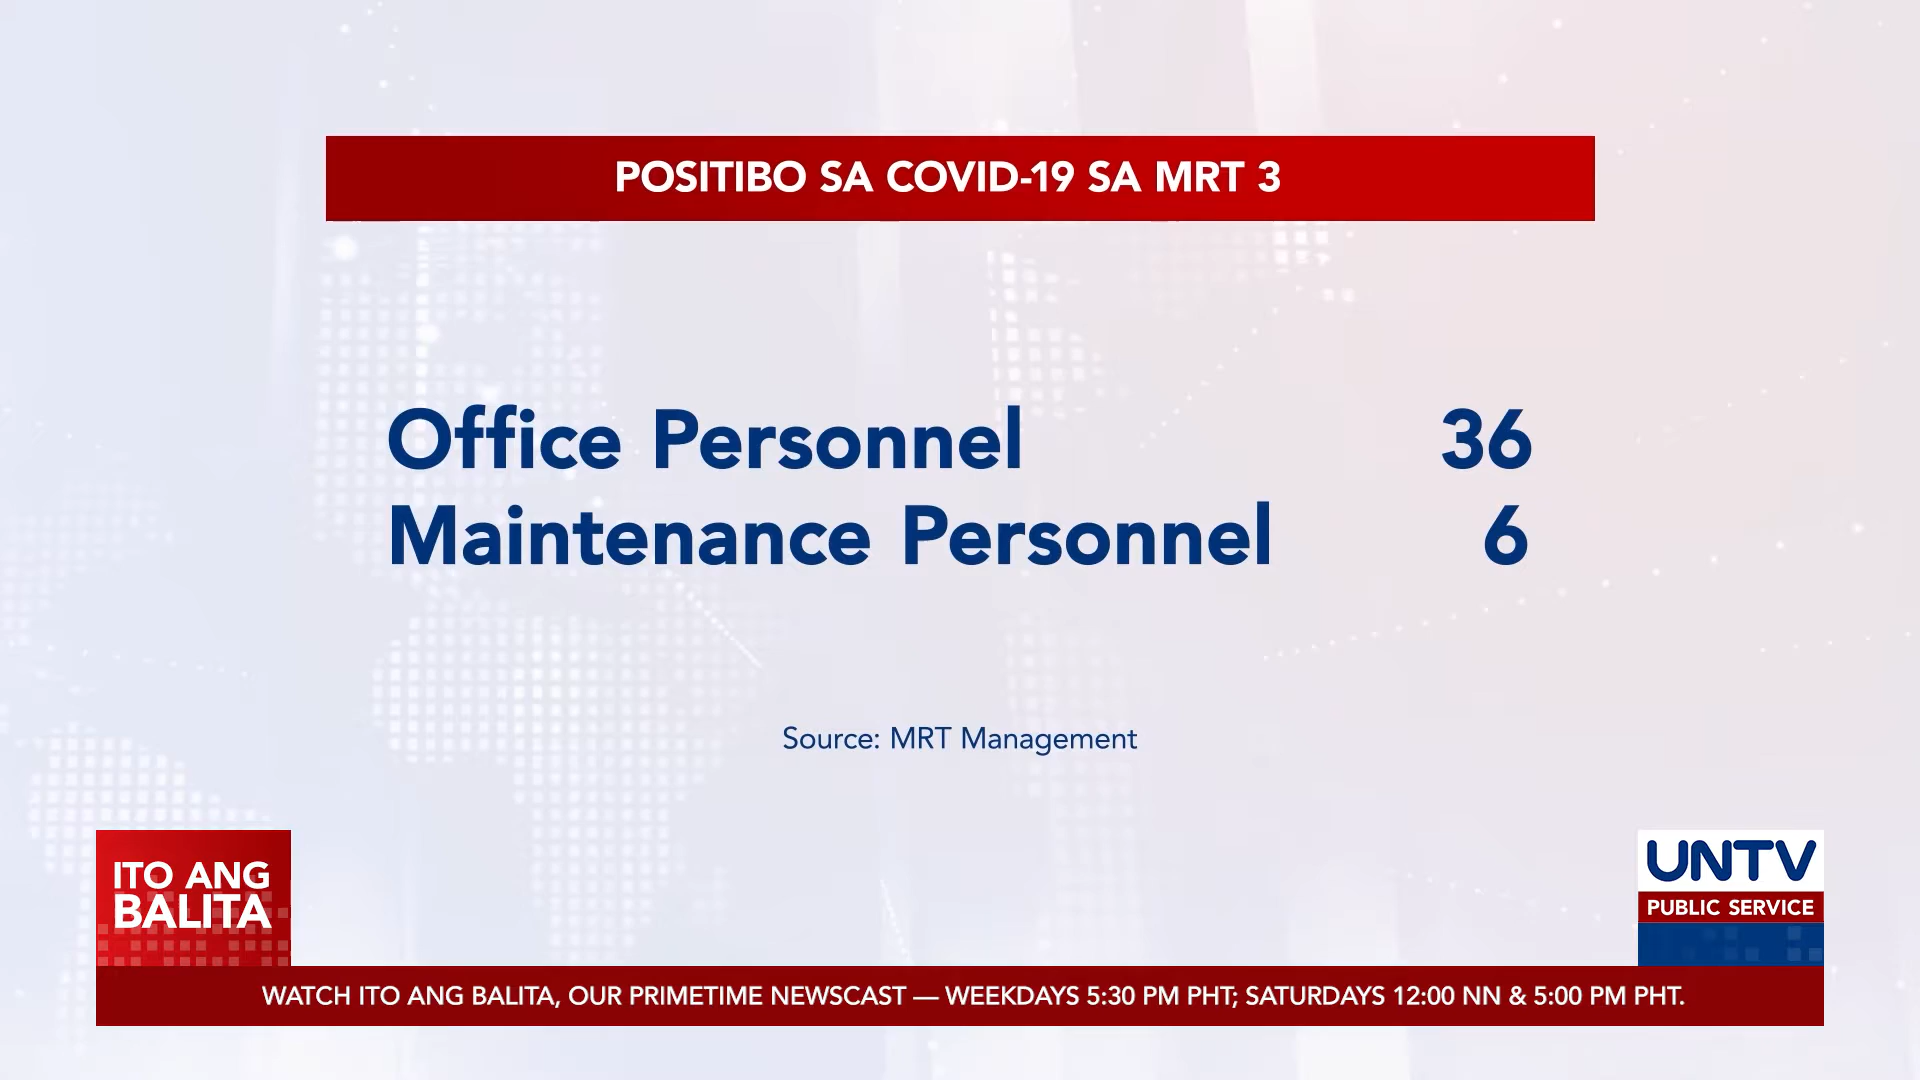 POSITIBO SA COVID-19 SA MRT 3
Office Personnel 36
Maintenance Personnel 6
Source: MRT Management
ITO ANG
BALITA
UNTV
PUBLIC SERVICE
WATCH ITO ANG BALITA, OUR PRIMETIME NEWSCAST — WEEKDAYS 5:30 PM PHT; SATURDAYS 12:00 NN & 5:00 PM PHT.